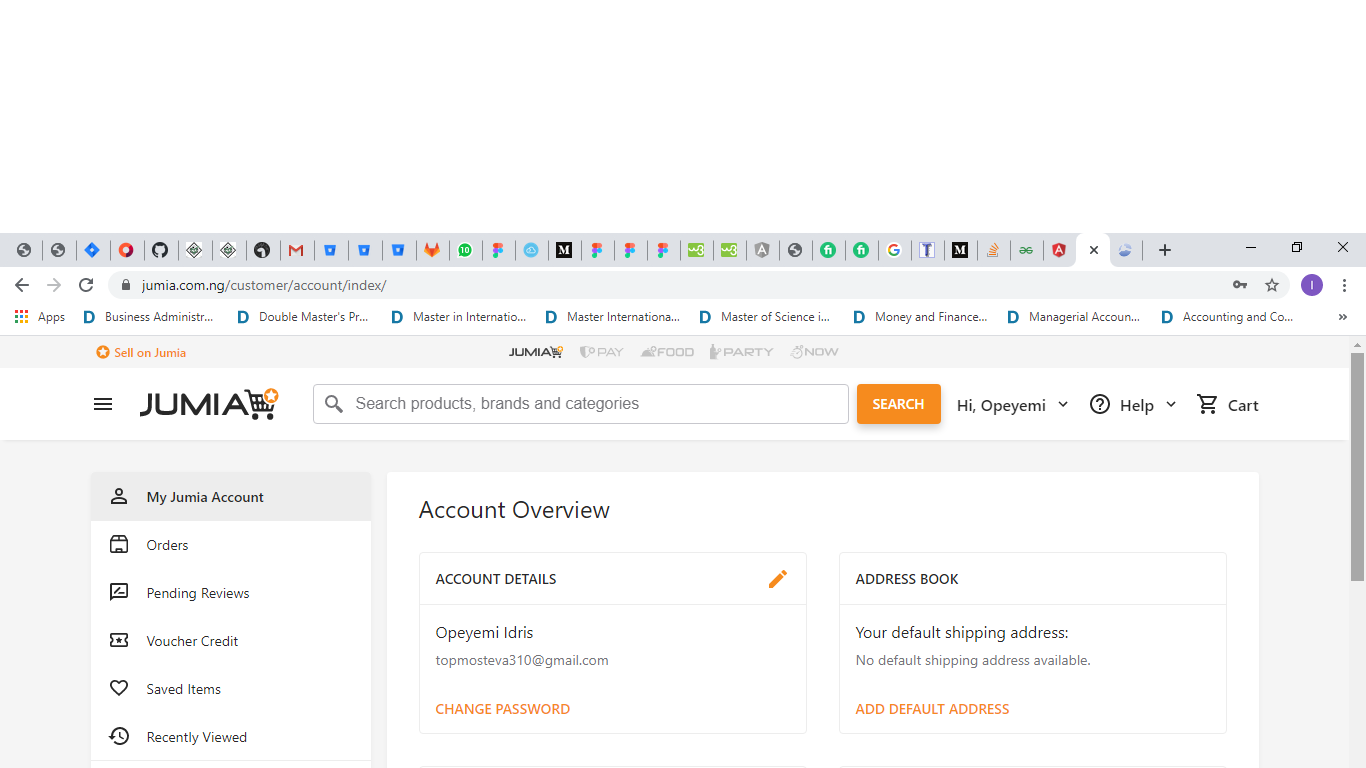 10
jumia.com.ng/customer/account/index/
I
Apps
Business Administr...
Double Master's Pr...
Master in Internatio...
Master Internationa...
Master of Science i...
Money and Finance...
Managerial Accoun...
Accounting and Co...
»
Sell on Jumia
JUMIA
PAY
FOOD
PARTY
NOW
JUMIA
Search products, brands and categories
SEARCH
Hi, Opeyemi
Help
Cart
My Jumia Account
Orders
Pending Reviews
Voucher Credit
Saved Items
Recently Viewed
Account Overview
ACCOUNT DETAILS
Opeyemi Idris
topmosteva310@gmail.com
CHANGE PASSWORD
ADDRESS BOOK
Your default shipping address:
No default shipping address available.
ADD DEFAULT ADDRESS